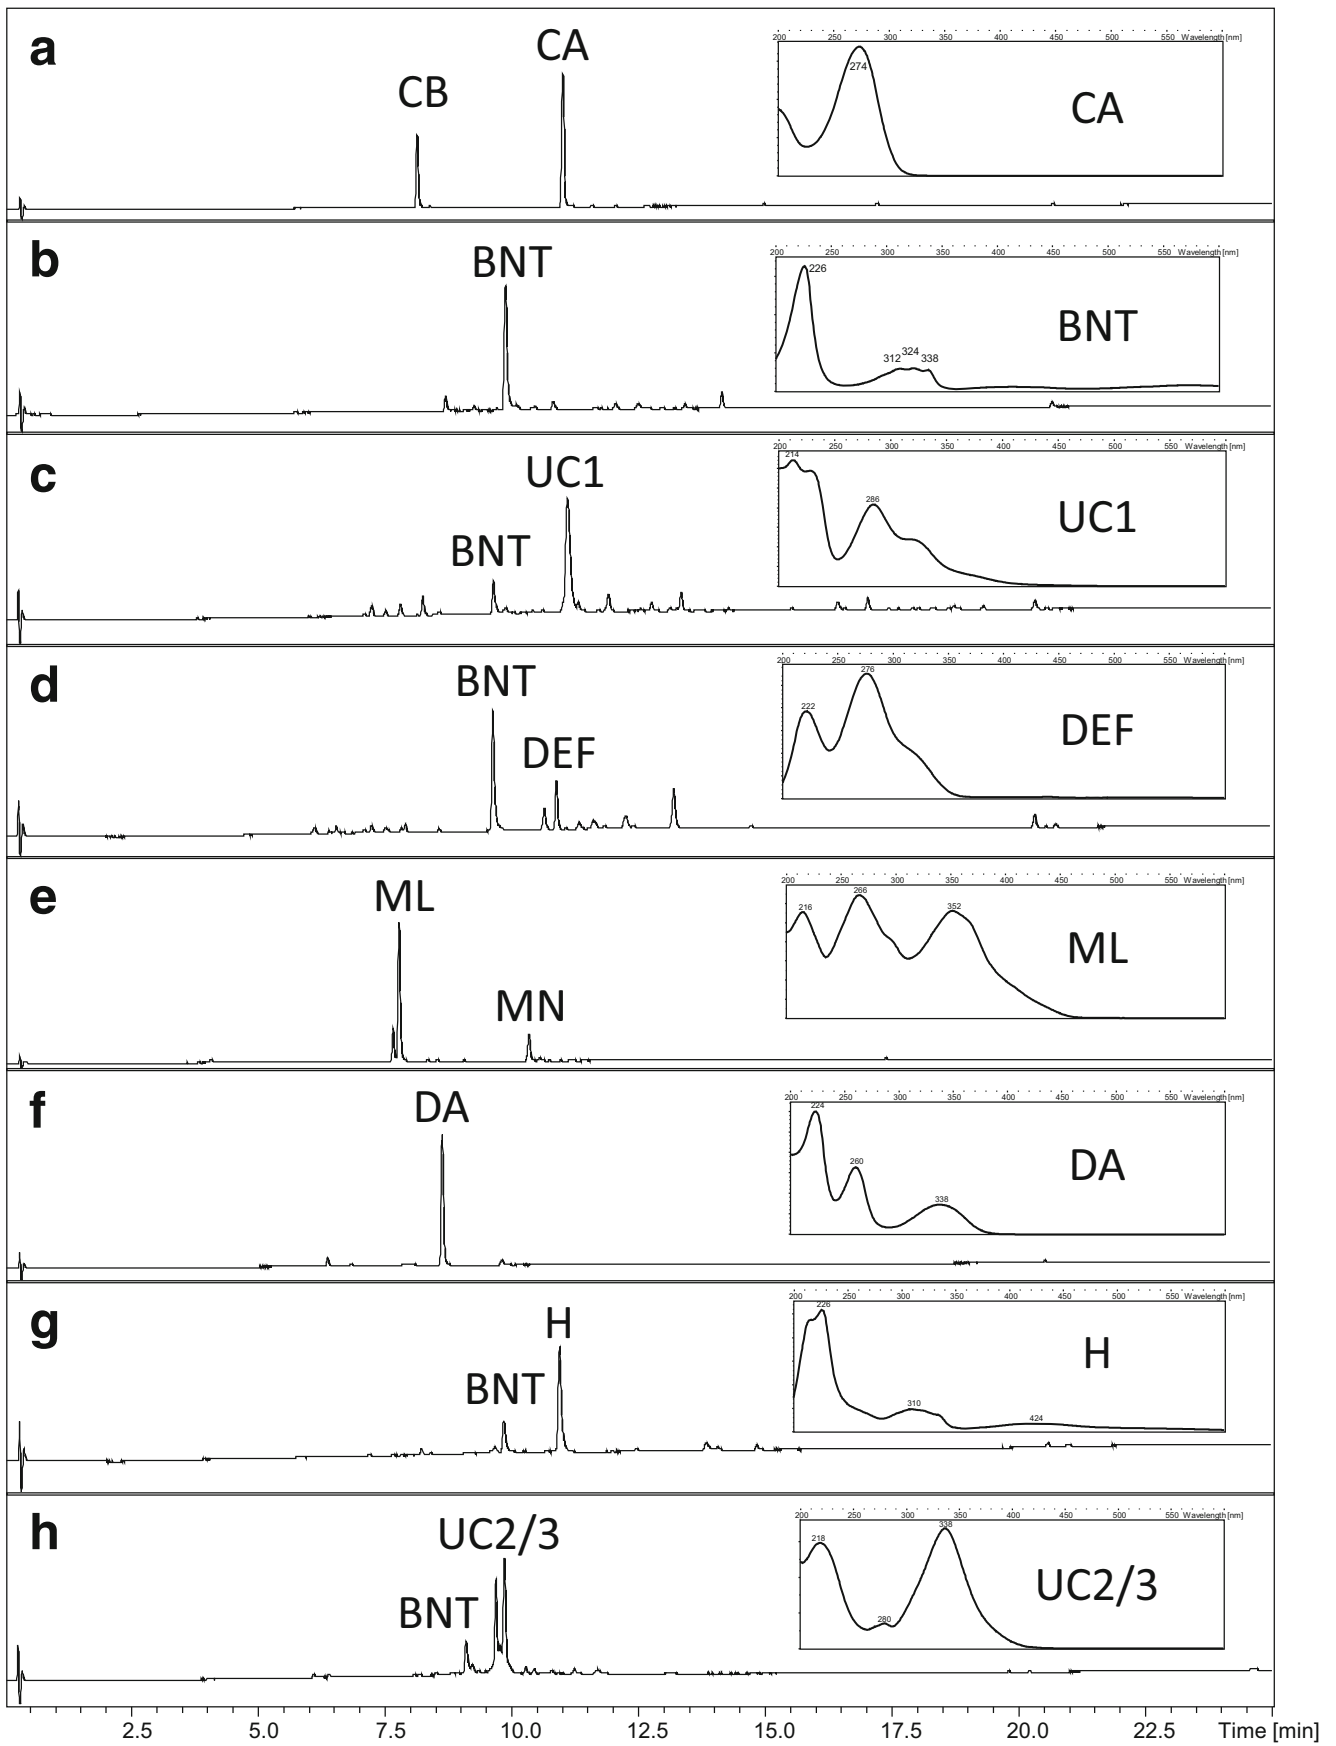 a
CB
CA
200 250 300 350 400 450 500 550 Wavelength [nm]
274
CA
b
BNT
200 250 300 350 400 450 500 550 Wavelength [nm]
226
312 324 338
BNT
c
BNT
UC1
200 250 300 350 400 450 500 550 Wavelength [nm]
214
286
UC1
d
BNT
DEF
200 250 300 350 400 450 500 550 Wavelength [nm]
222
276
DEF
e
ML
MN
200 250 300 350 400 450 500 550 Wavelength [nm]
216
266
352
ML
f
DA
200 250 300 350 400 450 500 550 Wavelength [nm]
224
260
338
DA
g
BNT
H
200 250 300 350 400 450 500 550 Wavelength [nm]
226
310
424
H
h
BNT
UC2/3
200 250 300 350 400 450 500 550 Wavelength [nm]
218
280
338
UC2/3
2.5 5.0 7.5 10.0 12.5 15.0 17.5 20.0 22.5 Time [min]